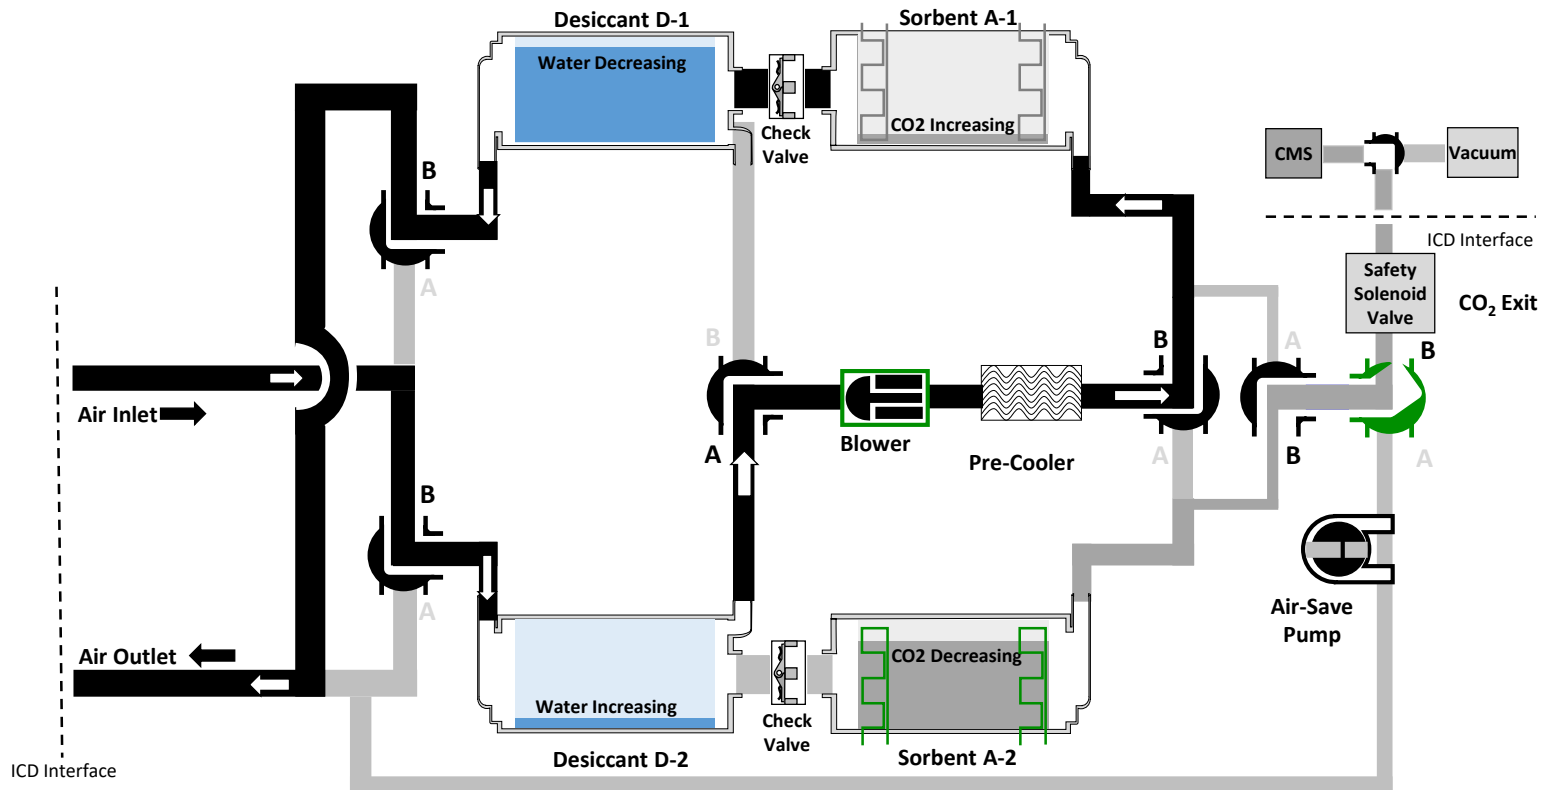 Desiccant D-1
Sorbent A-1
Water Decreasing
CO2 Increasing
Check
Valve
CMS
Vacuum
ICD Interface
B
A
Safety
Solenoid
Valve
CO2 Exit
B
B
A
B
A
Air Inlet
A
Blower
Pre-Cooler
A
B
A
B
A
Air-Save
Pump
Air Outlet
CO2 Decreasing
Water Increasing
Check
Valve
Desiccant D-2
Sorbent A-2
ICD Interface